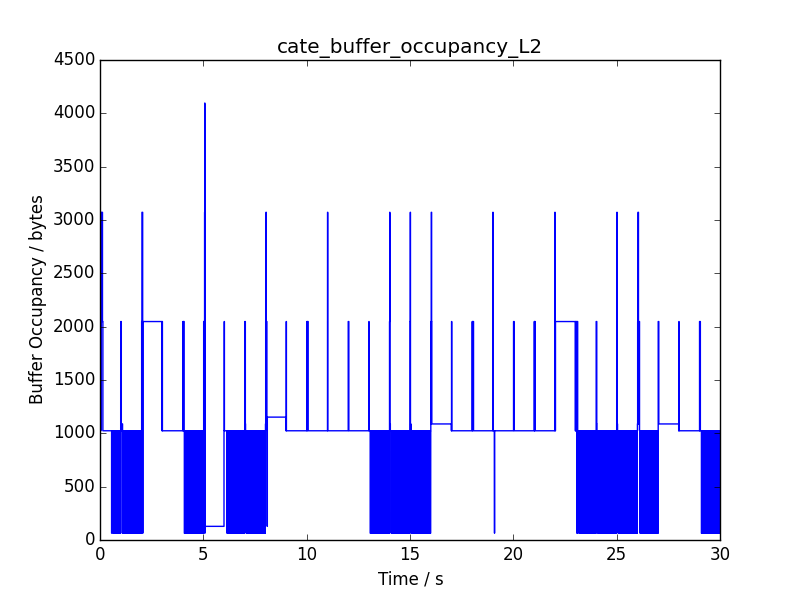 cate_buffer_occupancy_L2
4500
4000
3500
3000
2500
2000
1500
1000
500
0
Buffer Occupancy / bytes
0 5 10 15 20 25 30
Time / s